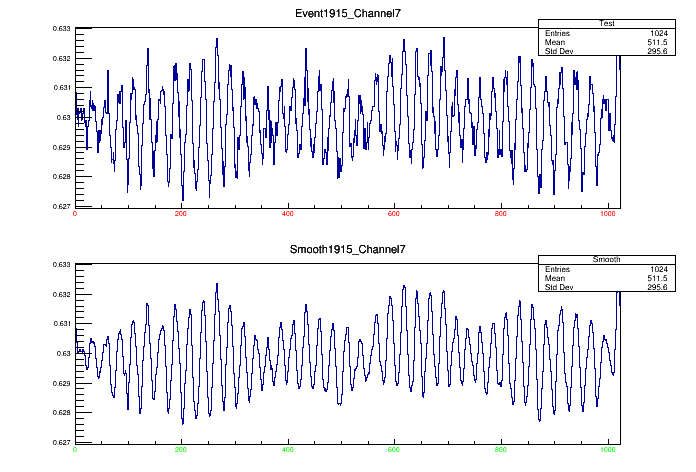 Event1915_Channel7
Test
Entries 1024
Mean 511.5
Std Dev 295.6
0.633
0.632
0.631
0.63
0.629
0.628
0.627
0 200 400 600 800 1000
Smooth1915_Channel7
Smooth
Entries 1024
Mean 511.5
Std Dev 295.6
0.633
0.632
0.631
0.63
0.629
0.628
0.627
0 200 400 600 800 1000